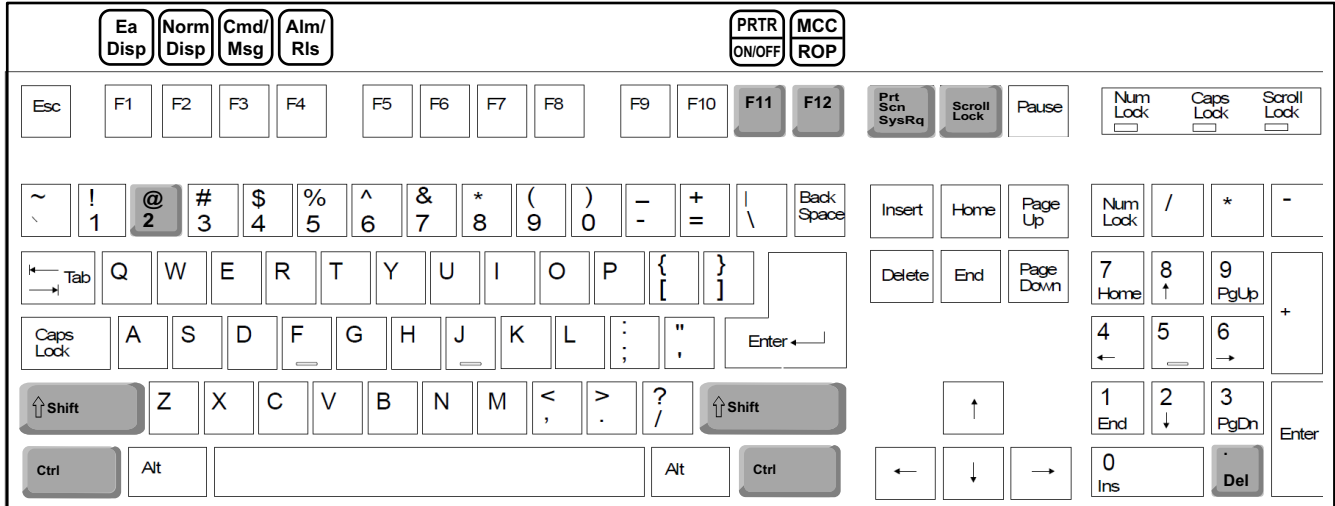 Ea Norm Cmd/ Alm/ PRTR MCC
Disp Disp Msg Rls ON/OFF ROP
Esc F1 F2 F3 F4 F5 F6 F7 F8 F9 F10 F11 F12 Prt Scn SysRq Scroll Lock Pause Num Lock Caps Lock Scroll Lock
~ ! @ # $ % ^ & * ( ) _ + | Back Space Insert Home Page Up Num Lock / * -
` 1 2 3 4 5 6 7 8 9 0 - = \
Tab Q W E R T Y U I O P { } Delete End Page Down 7 8 9 +
[ ] Home ↑ PgUp
Caps Lock A S D F G H J K L : " Enter 4 5 6
; ' ← →
⇧ Shift Z X C V B N M < > ? ⇧ Shift ↑ 1 2 3 Enter
, . / End ↓ PgDn
Ctrl Alt Alt Ctrl ← ↓ → 0 .
Ins Del